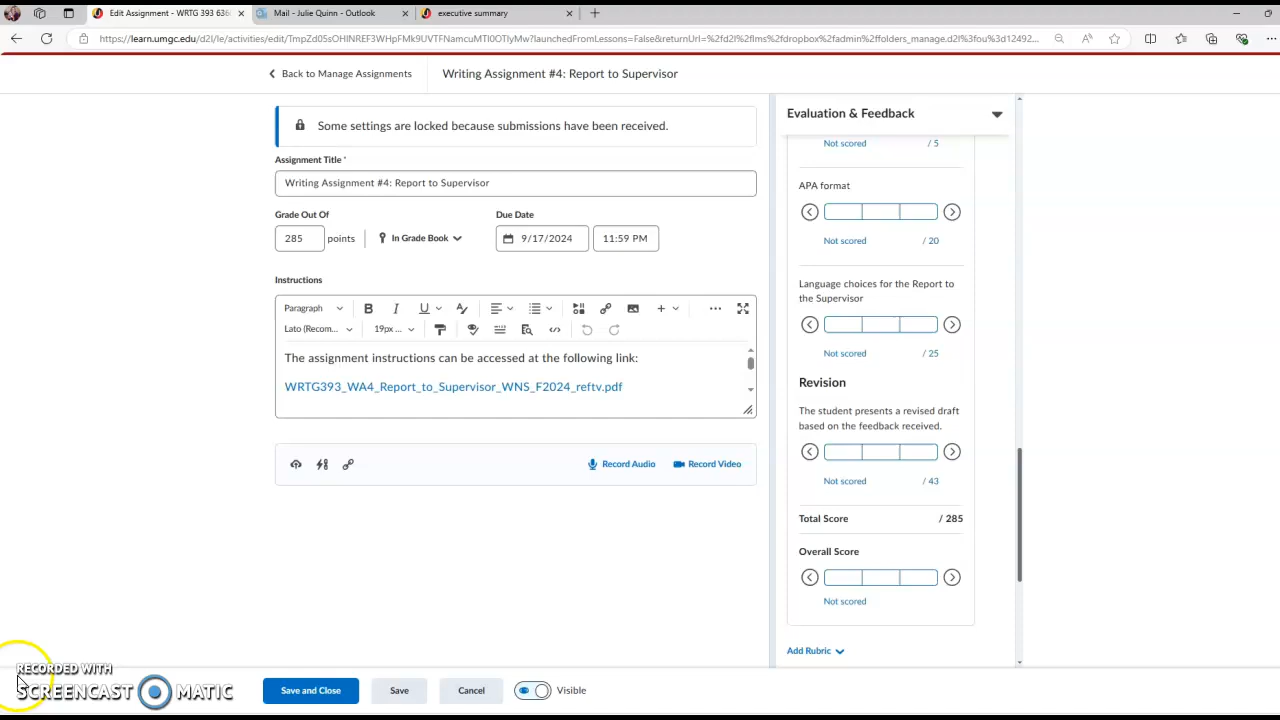 Edit Assignment - WRTG 393 636
Mail - Julie Quinn - Outlook
executive summary
https://learn.umgc.edu/d2l/le/activities/edit/TmpZd05sOHlNREF3WHpFMk9UVTFNamcuMTI0OTIyMw?launchedFromLessons=False&returnUrl=%2fd2l%2flms%2fdropbox%2fadmin%2ffolders_manage.d2l%3fou%3d12492...
Back to Manage Assignments
Writing Assignment #4: Report to Supervisor
Some settings are locked because submissions have been received.
Assignment Title *
Writing Assignment #4: Report to Supervisor
Grade Out Of
Due Date
285 points
In Grade Book
9/17/2024
11:59 PM
Instructions
Paragraph
Lato (Recom...
19px ...
The assignment instructions can be accessed at the following link:
WRTG393_WA4_Report_to_Supervisor_WNS_F2024_reftv.pdf
Record Audio
Record Video
Evaluation & Feedback
Not scored / 5
APA format
Not scored / 20
Language choices for the Report to
the Supervisor
Not scored / 25
Revision
The student presents a revised draft
based on the feedback received.
Not scored / 43
Total Score / 285
Overall Score
Not scored
Add Rubric
Save and Close
Save
Cancel
Visible
RECORDED WITH
SCREENCAST MATIC